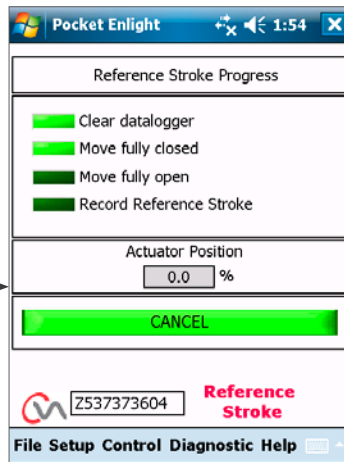 Pocket Enlight 1:54
Reference Stroke Progress
Clear datalogger
Move fully closed
Move fully open
Record Reference Stroke
Actuator Position
0.0 %
CANCEL
Z537373604
Reference
Stroke
File Setup Control Diagnostic Help